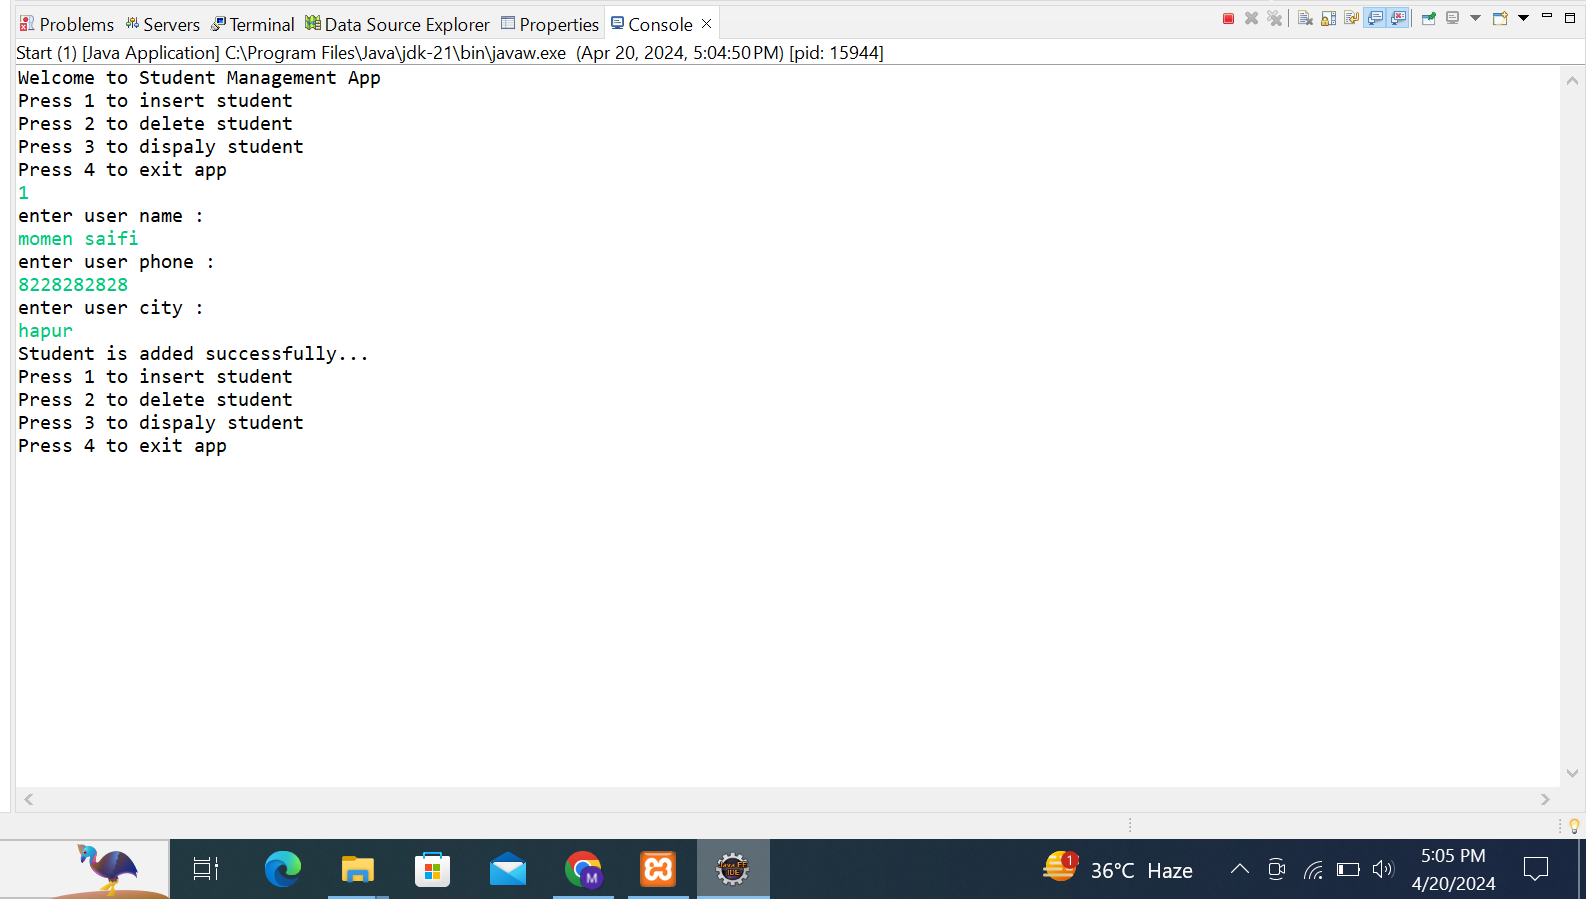 Problems Servers Terminal Data Source Explorer Properties Console
Start (1) [Java Application] C:\Program Files\Java\jdk-21\bin\javaw.exe (Apr 20, 2024, 5:04:50 PM) [pid: 15944]
Welcome to Student Management App
Press 1 to insert student
Press 2 to delete student
Press 3 to dispaly student
Press 4 to exit app
1
enter user name :
momen saifi
enter user phone :
8228282828
enter user city :
hapur
Student is added successfully...
Press 1 to insert student
Press 2 to delete student
Press 3 to dispaly student
Press 4 to exit app
M
Java EE
IDE
1
36°C Haze
5:05 PM
4/20/2024